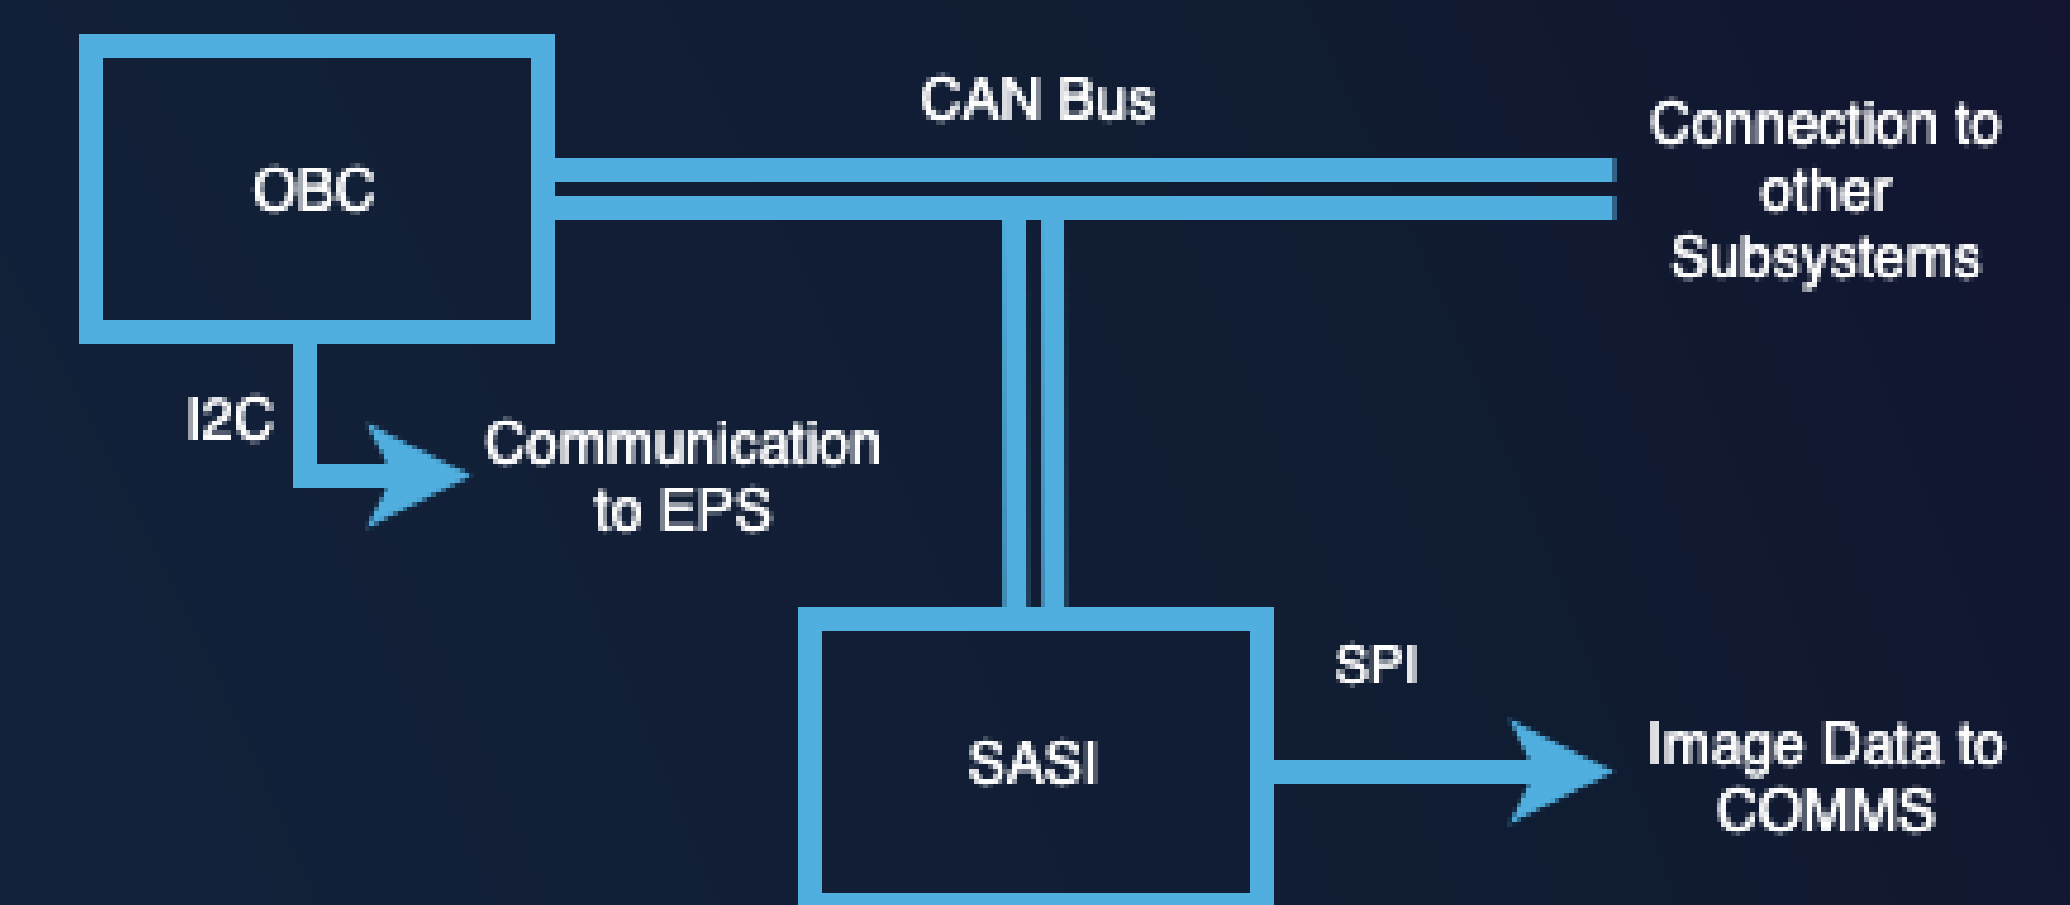 OBC
CAN Bus
Connection to
other
Subsystems
I2C
Communication
to EPS
SASI
SPI
Image Data to
COMMS